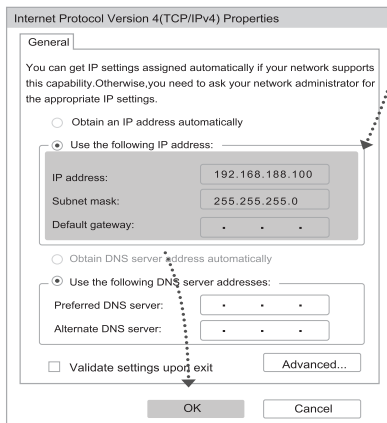 Internet Protocol Version 4(TCP/IPv4) Properties
General
You can get IP settings assigned automatically if your network supports
this capability.Otherwise,you need to ask your network administrator for
the appropriate IP settings.
Obtain an IP address automatically
Use the following IP address:
IP address: 192.168.188.100
Subnet mask: 255.255.255.0
Default gateway: . . .
Obtain DNS server address automatically
Use the following DNS server addresses:
Preferred DNS server: . . .
Alternate DNS server: . . .
Validate settings upon exit Advanced...
OK Cancel